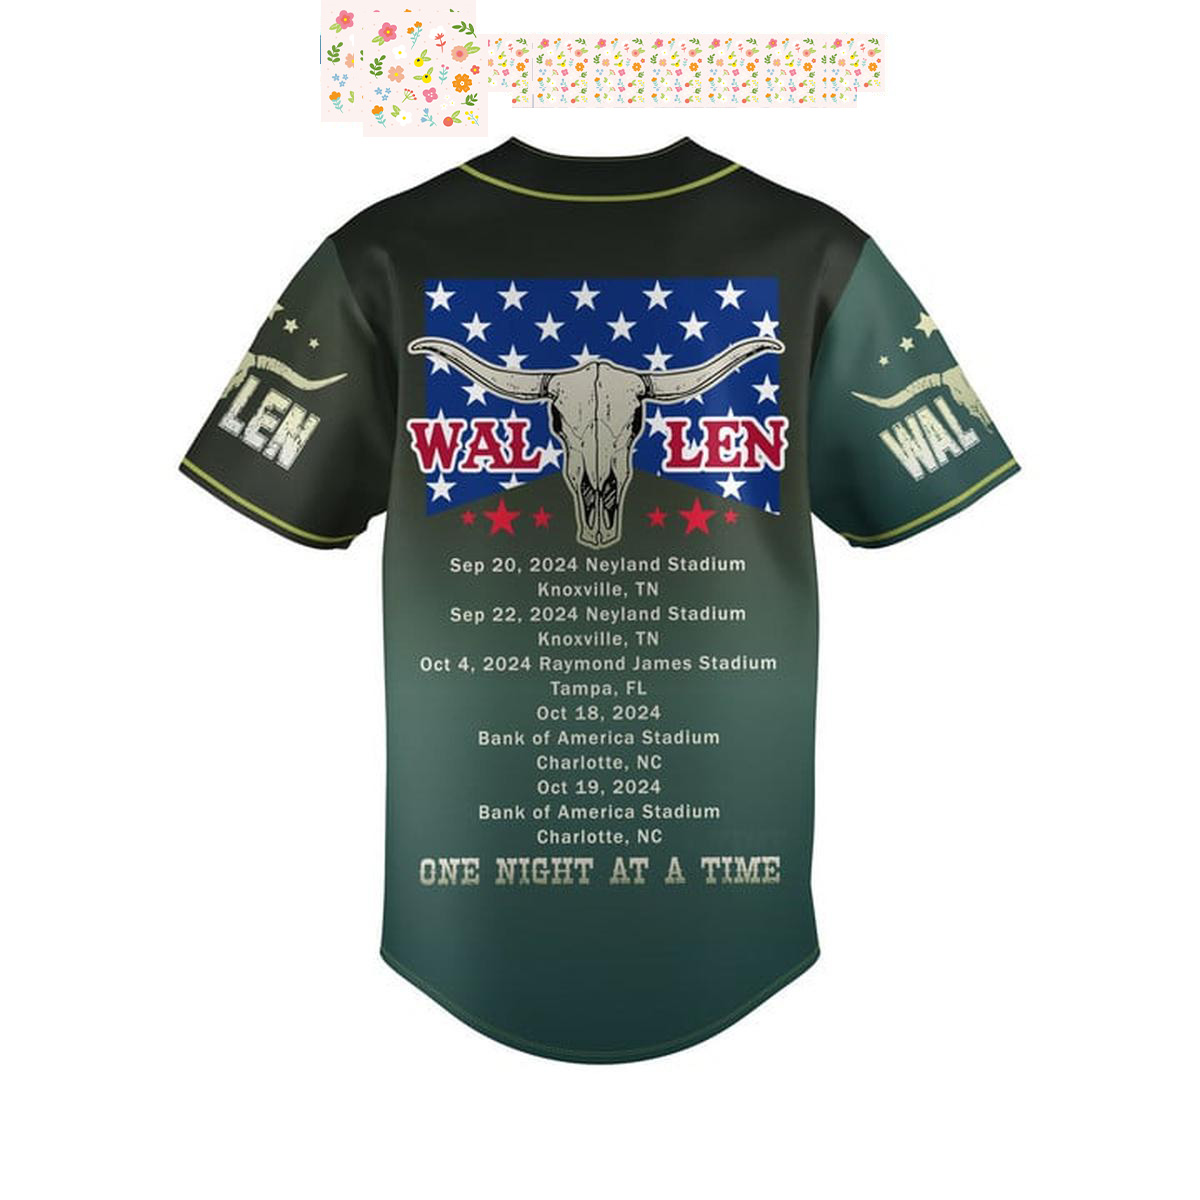 WAL LEN
LEN
WAL
Sep 20, 2024 Neyland Stadium
Knoxville, TN
Sep 22, 2024 Neyland Stadium
Knoxville, TN
Oct 4, 2024 Raymond James Stadium
Tampa, FL
Oct 18, 2024
Bank of America Stadium
Charlotte, NC
Oct 19, 2024
Bank of America Stadium
Charlotte, NC
ONE NIGHT AT A TIME